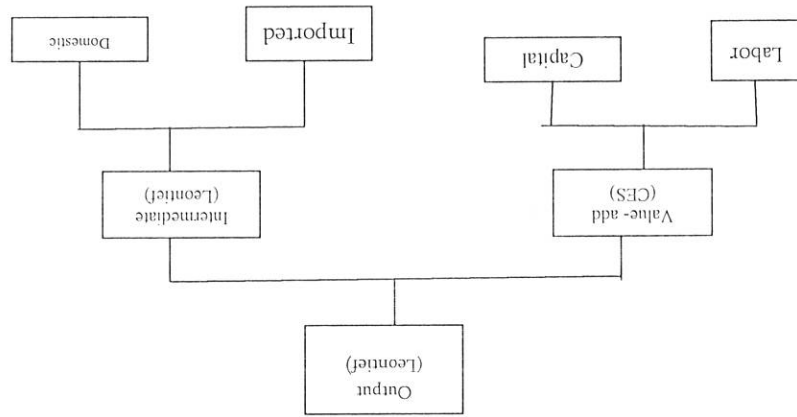 Output
(Leontief)
Value- add
(CES)
Intermediate
(Leontief)
Labor
Capital
Imported
Domestic